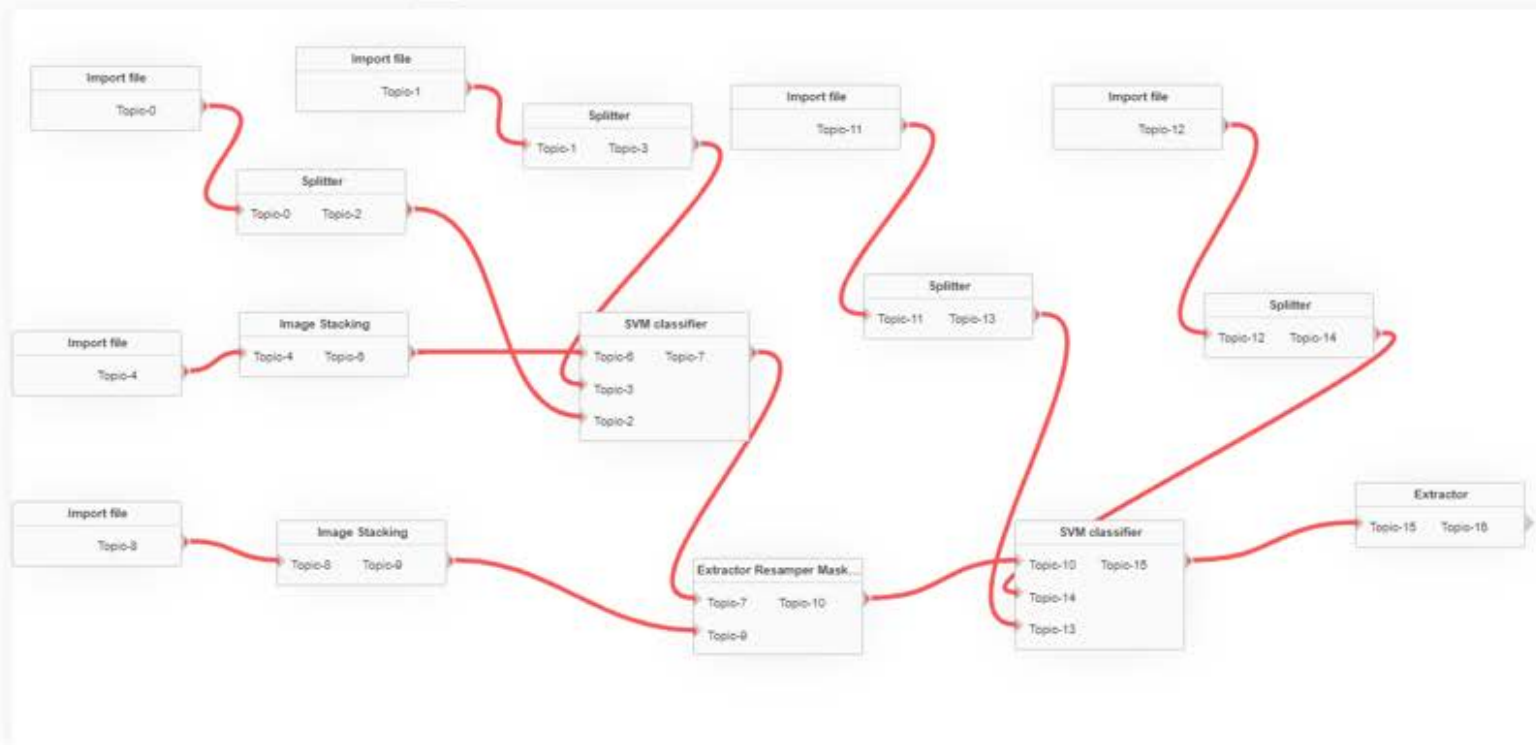 Import file
Topic-0
Import file
Topic-1
Splitter
Topic-1 Topic-3
Import file
Topic-11
Import file
Topic-12
Splitter
Topic-0 Topic-2
Splitter
Topic-11 Topic-13
Splitter
Topic-12 Topic-14
Import file
Topic-4
Image Stacking
Topic-4 Topic-6
SVM classifier
Topic-6 Topic-7
Topic-3
Topic-2
Import file
Topic-8
Image Stacking
Topic-8 Topic-9
Extractor Resamper Mask...
Topic-7 Topic-10
Topic-9
SVM classifier
Topic-10 Topic-15
Topic-14
Topic-13
Extractor
Topic-15 Topic-16